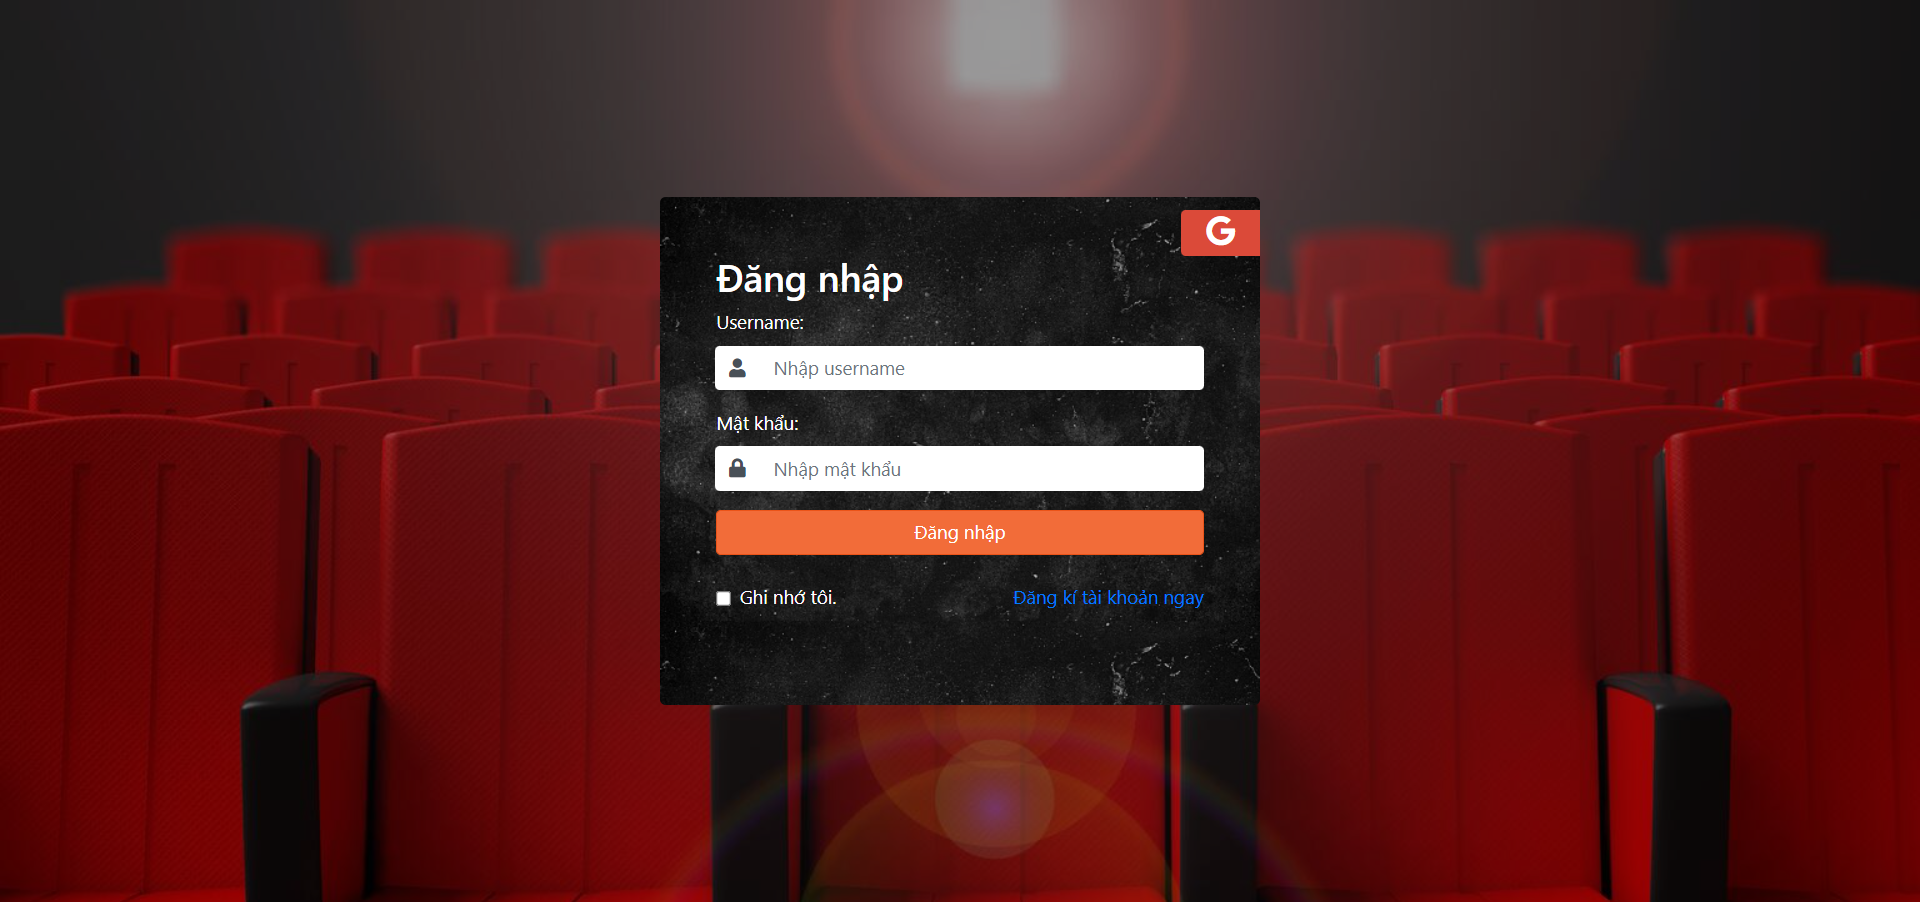 G
Đăng nhập
Username:
Nhập username
Mật khẩu:
Nhập mật khẩu
Đăng nhập
Ghi nhớ tôi.
Đăng kí tài khoản ngay